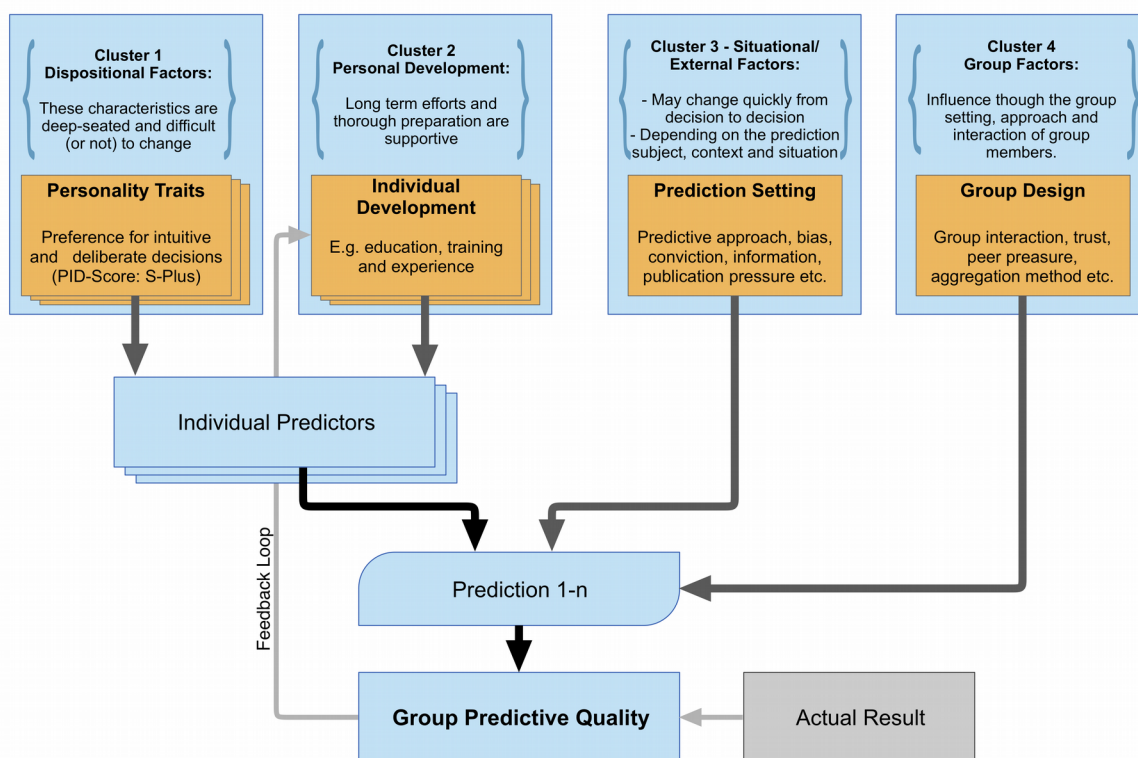 Cluster 1
Dispositional Factors:
These characteristics are
deep-seated and difficult
(or not) to change
Personality Traits
Preference for intuitive
and deliberate decisions
(PID-Score: S-Plus)
Cluster 2
Personal Development:
Long term efforts and
thorough preparation are
supportive
Individual
Development
E.g. education, training
and experience
Cluster 3 - Situational/
External Factors:
- May change quickly from
decision to decision
- Depending on the prediction
subject, context and situation
Prediction Setting
Predictive approach, bias,
conviction, information,
publication pressure etc.
Cluster 4
Group Factors:
Influence though the group
setting, approach and
interaction of group
members.
Group Design
Group interaction, trust,
peer preasure,
aggregation method etc.
Individual Predictors
Feedback Loop
Prediction 1-n
Group Predictive Quality
Actual Result